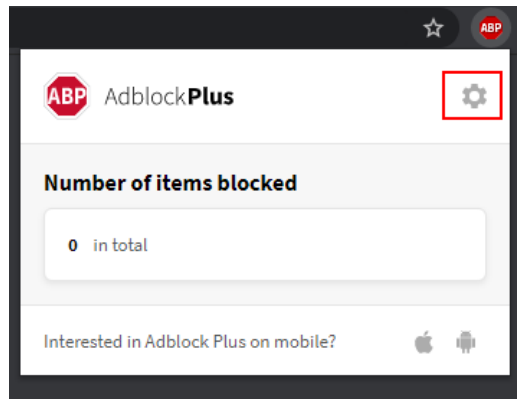 ABP
ABP AdblockPlus
Number of items blocked
0 in total
Interested in Adblock Plus on mobile?